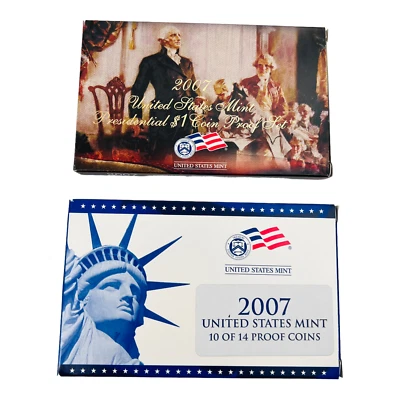 2007
United States Mint
Presidential $1 Coin Proof Set
UNITED STATES MINT
UNITED STATES MINT
2007
UNITED STATES MINT
10 OF 14 PROOF COINS